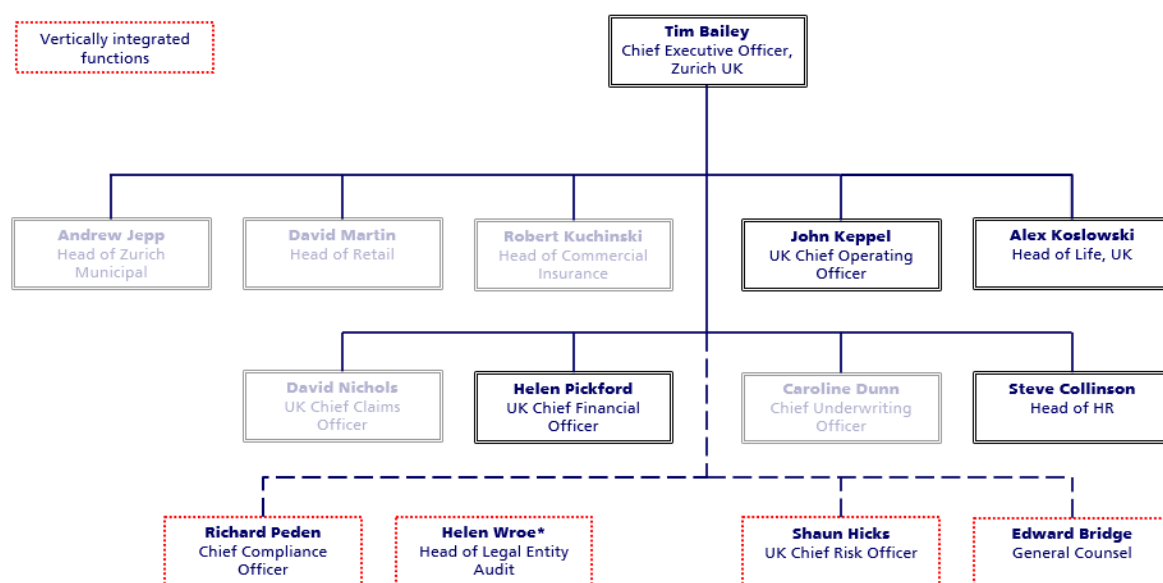 Vertically integrated
functions
Tim Bailey
Chief Executive Officer,
Zurich UK
Andrew Jepp
Head of Zurich
Municipal
David Martin
Head of Retail
Robert Kuchinski
Head of Commercial
Insurance
John Keppel
UK Chief Operating
Officer
Alex Koslowski
Head of Life, UK
David Nichols
UK Chief Claims
Officer
Helen Pickford
UK Chief Financial
Officer
Caroline Dunn
Chief Underwriting
Officer
Steve Collinson
Head of HR
Richard Peden
Chief Compliance
Officer
Helen Wroe*
Head of Legal Entity
Audit
Shaun Hicks
UK Chief Risk Officer
Edward Bridge
General Counsel